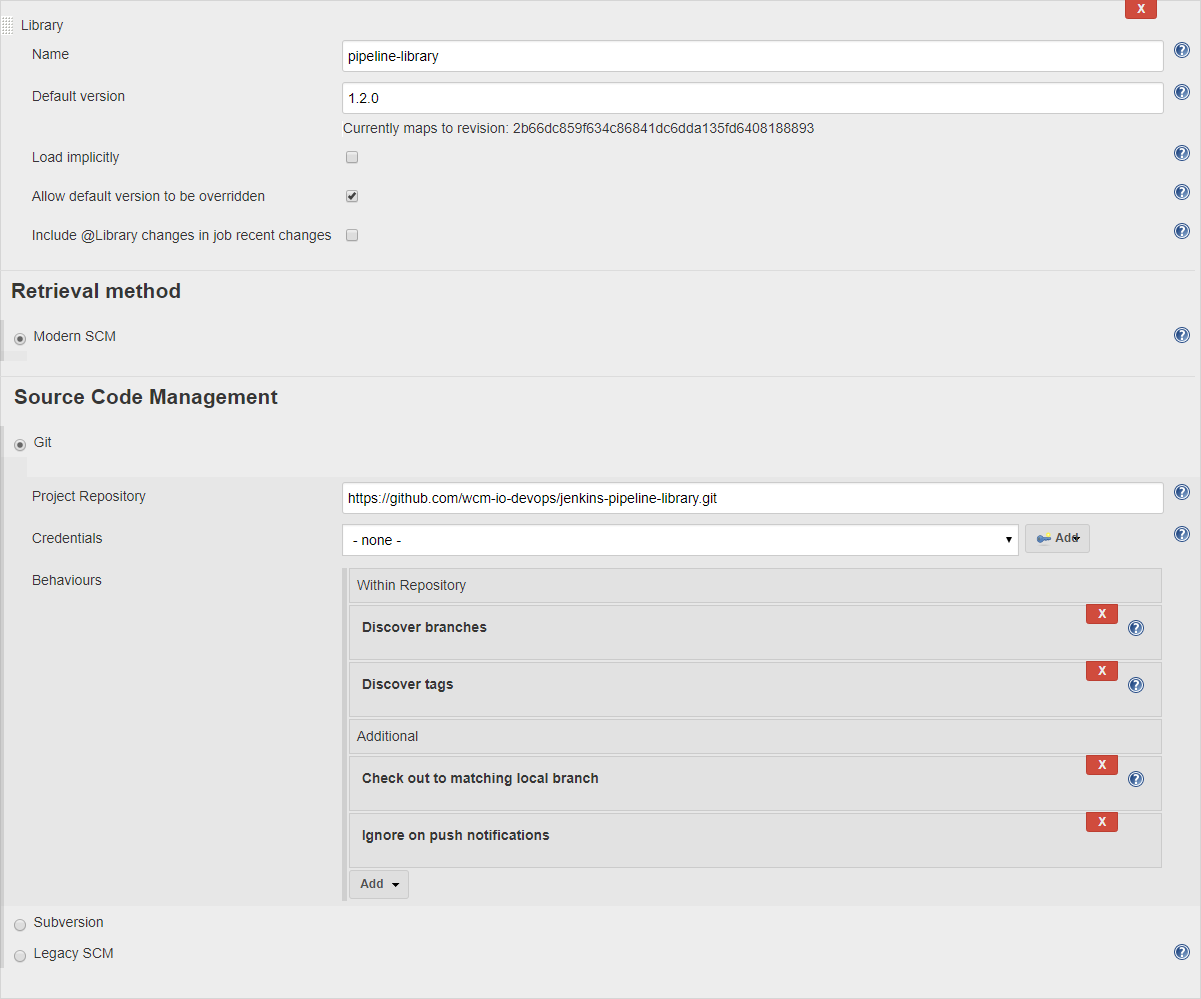 X
Library
Name
pipeline-library
Default version
1.2.0
Currently maps to revision: 2b66dc859f634c86841dc6dda135fd6408188893
Load implicitly
Allow default version to be overridden
Include @Library changes in job recent changes
Retrieval method
Modern SCM
Source Code Management
Git
Project Repository
https://github.com/wcm-io-devops/jenkins-pipeline-library.git
Credentials
- none -
Add
Behaviours
Within Repository
X
Discover branches
X
Discover tags
Additional
X
Check out to matching local branch
X
Ignore on push notifications
Add
Subversion
Legacy SCM